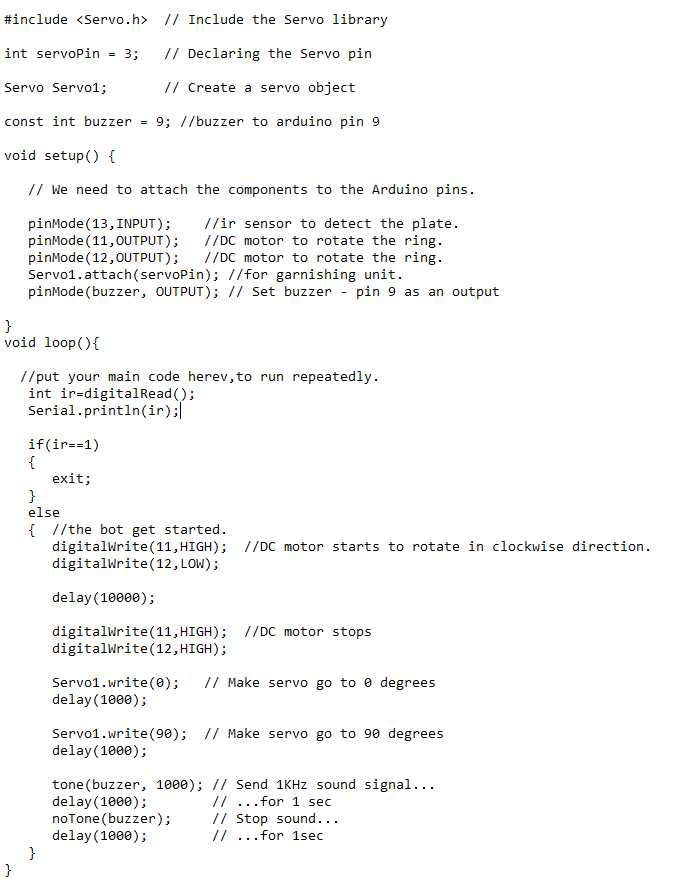 #include <Servo.h>  // Include the Servo library
int servoPin = 3;   // Declaring the Servo pin
Servo Servo1;       // Create a servo object
const int buzzer = 9; //buzzer to arduino pin 9
void setup() {
   // We need to attach the components to the Arduino pins.
   pinMode(13,INPUT);    //ir sensor to detect the plate.
   pinMode(11,OUTPUT);   //DC motor to rotate the ring.
   pinMode(12,OUTPUT);   //DC motor to rotate the ring.
   Servo1.attach(servoPin); //for garnishing unit.
   pinMode(buzzer, OUTPUT); // Set buzzer - pin 9 as an output
}
void loop(){
  //put your main code herev,to run repeatedly.
   int ir=digitalRead();
   Serial.println(ir);
   if(ir==1)
   {
      exit;
   }
   else
   {  //the bot get started.
      digitalWrite(11,HIGH);  //DC motor starts to rotate in clockwise direction.
      digitalWrite(12,LOW);
      delay(10000);
      digitalWrite(11,HIGH);  //DC motor stops
      digitalWrite(12,HIGH);
      Servo1.write(0);   // Make servo go to 0 degrees
      delay(1000);
      Servo1.write(90);  // Make servo go to 90 degrees
      delay(1000);
      tone(buzzer, 1000); // Send 1KHz sound signal...
      delay(1000);        // ...for 1 sec
      noTone(buzzer);     // Stop sound...
      delay(1000);        // ...for 1sec
   }
}